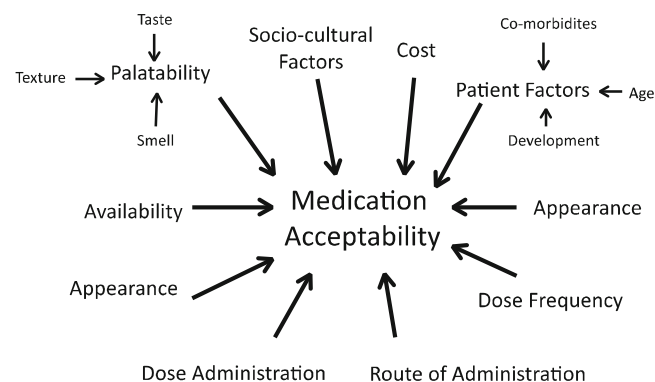 Taste
Texture
Palatability
Smell
Socio-cultural
Factors
Cost
Co-morbidites
Patient Factors
Age
Development
Availability
Medication
Acceptability
Appearance
Appearance
Dose Frequency
Dose Administration
Route of Administration